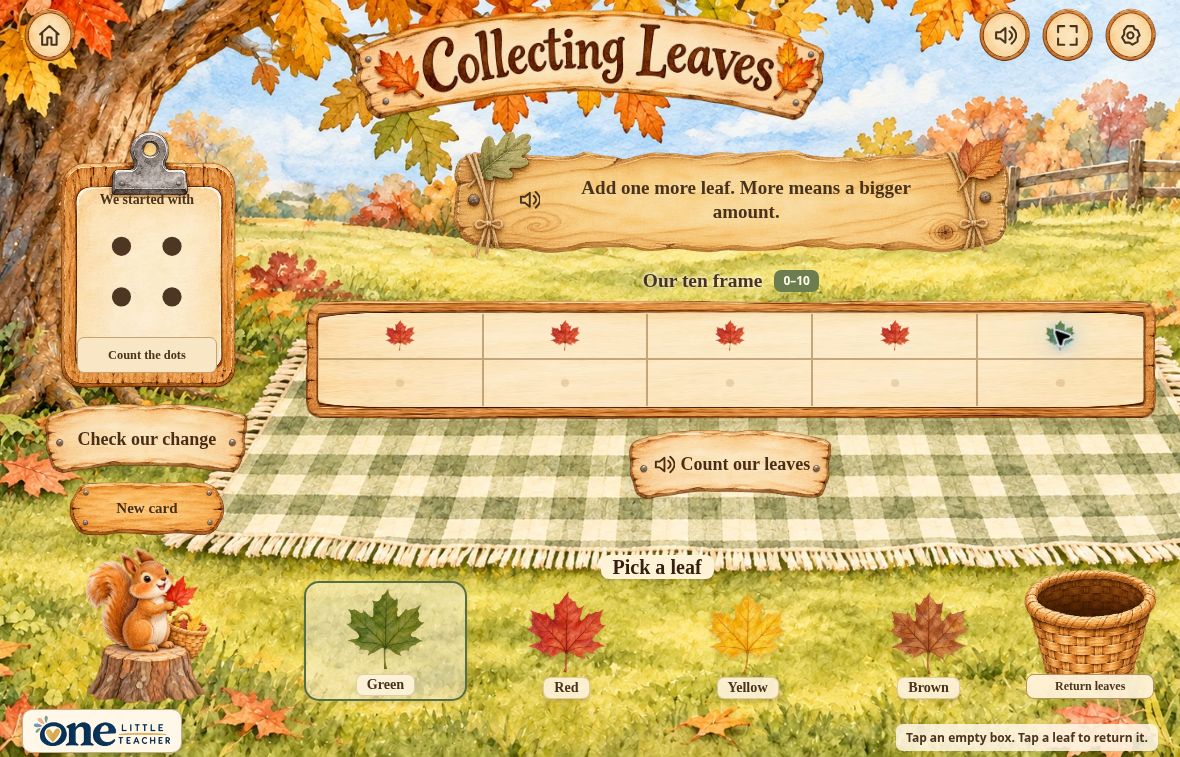 Collecting Leaves
We started with
Count the dots
Add one more leaf. More means a bigger
amount.
Our ten frame 0–10
Check our change
New card
Count our leaves
Pick a leaf
Green
Red
Yellow
Brown
Return leaves
one LITTLE
TEACHER
Tap an empty box. Tap a leaf to return it.